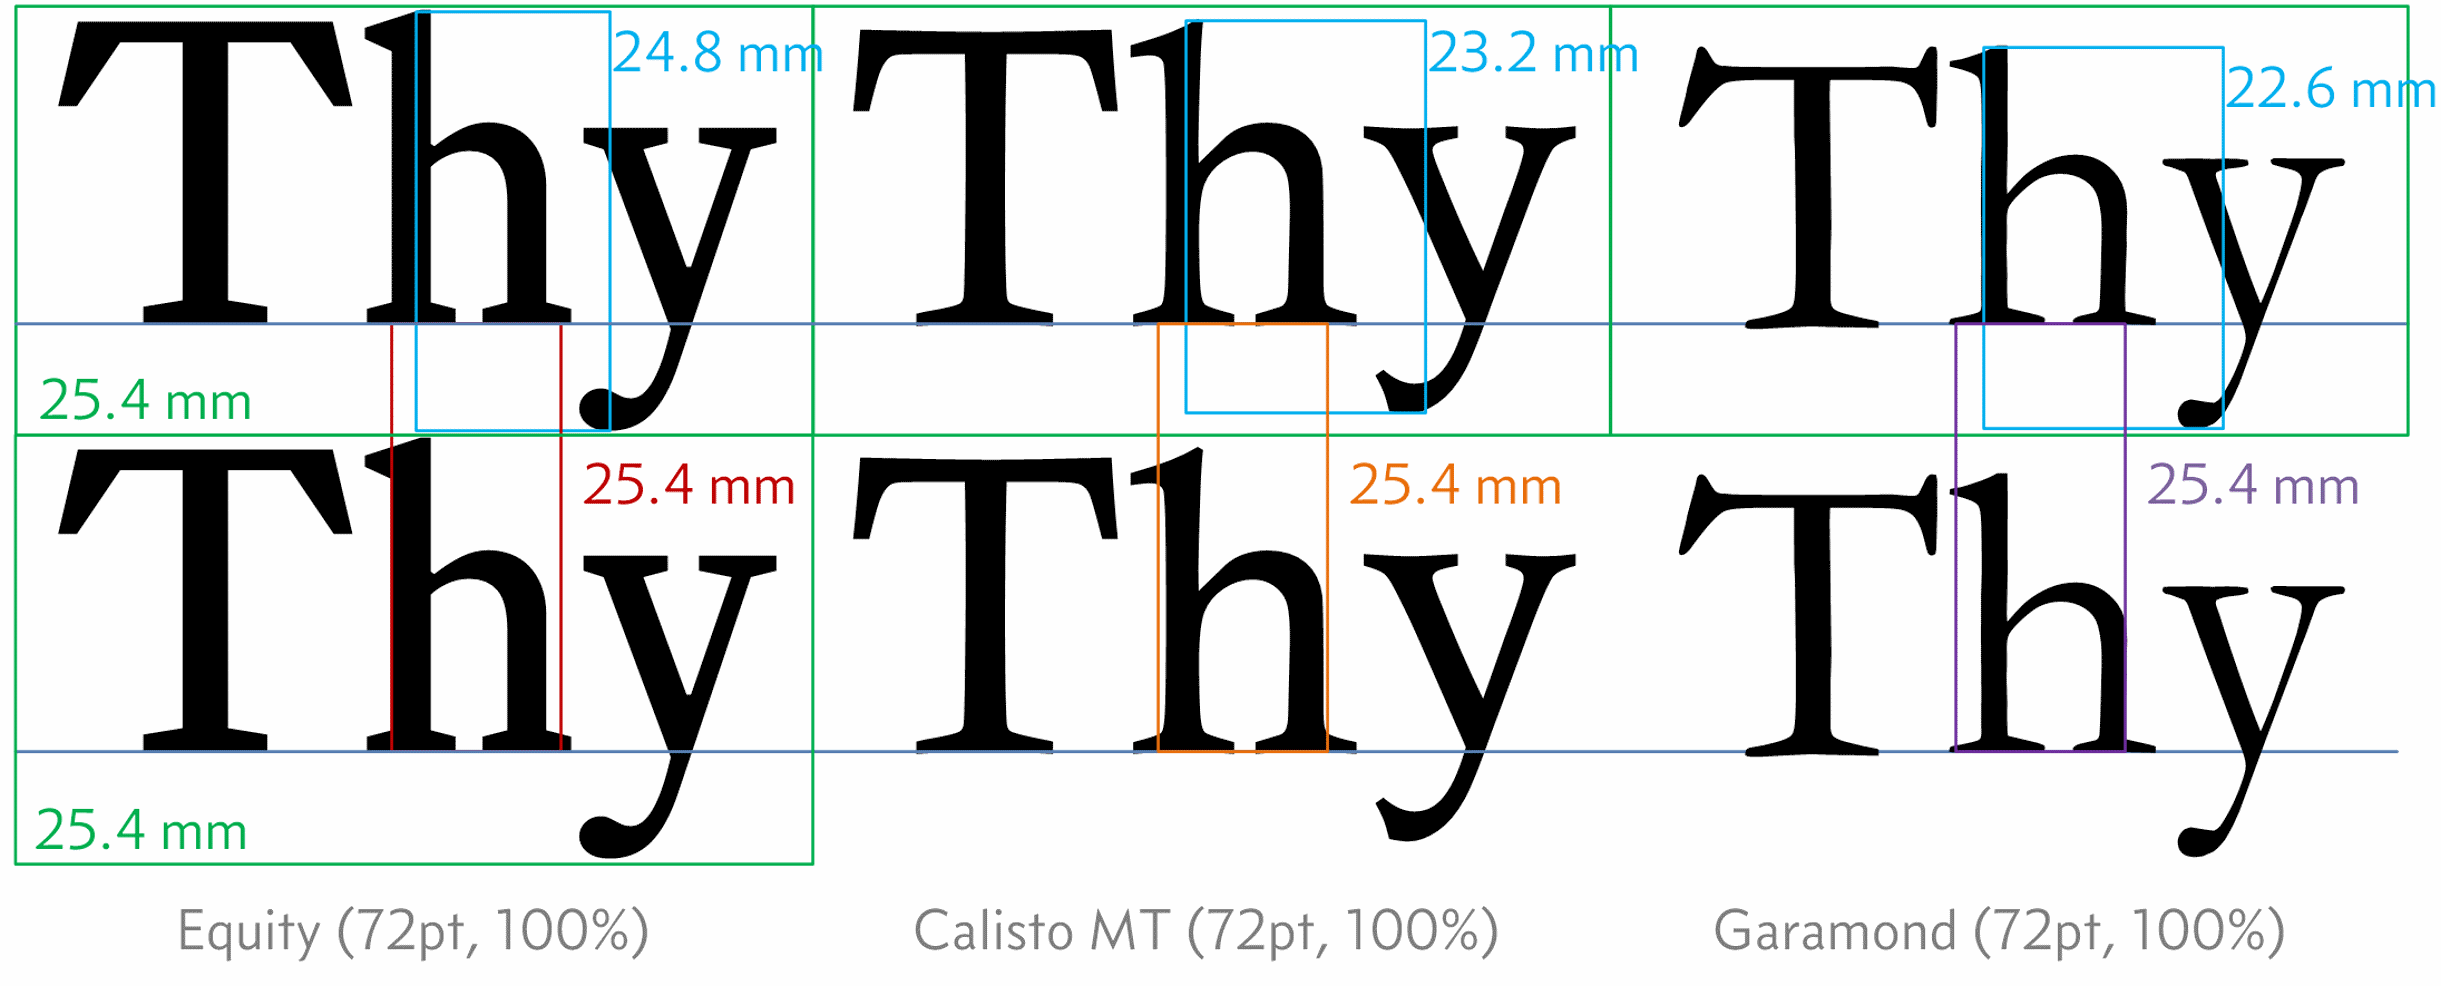 Thy 24.8 mm Thy 23.2 mm Thy 22.6 mm
25.4 mm
Thy 25.4 mm Thy 25.4 mm Thy 25.4 mm
25.4 mm
Equity (72pt, 100%) Calisto MT (72pt, 100%) Garamond (72pt, 100%)